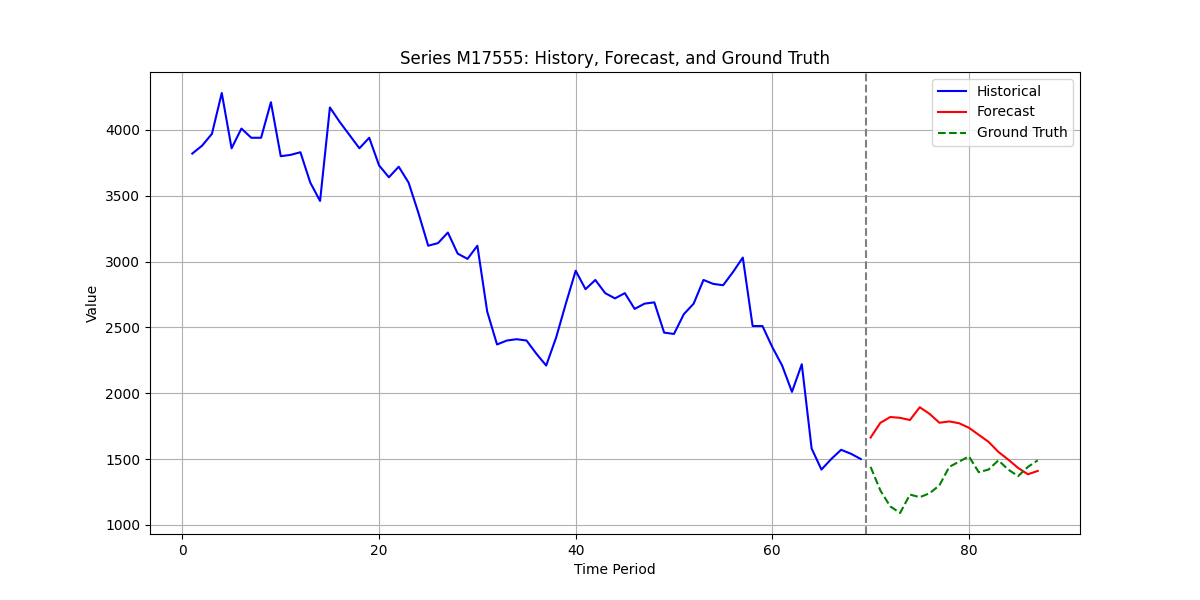 Series M17555: History, Forecast, and Ground Truth
Historical
Forecast
Ground Truth
4000
3500
3000
2500
2000
1500
1000
Value
0
20
40
60
80
Time Period